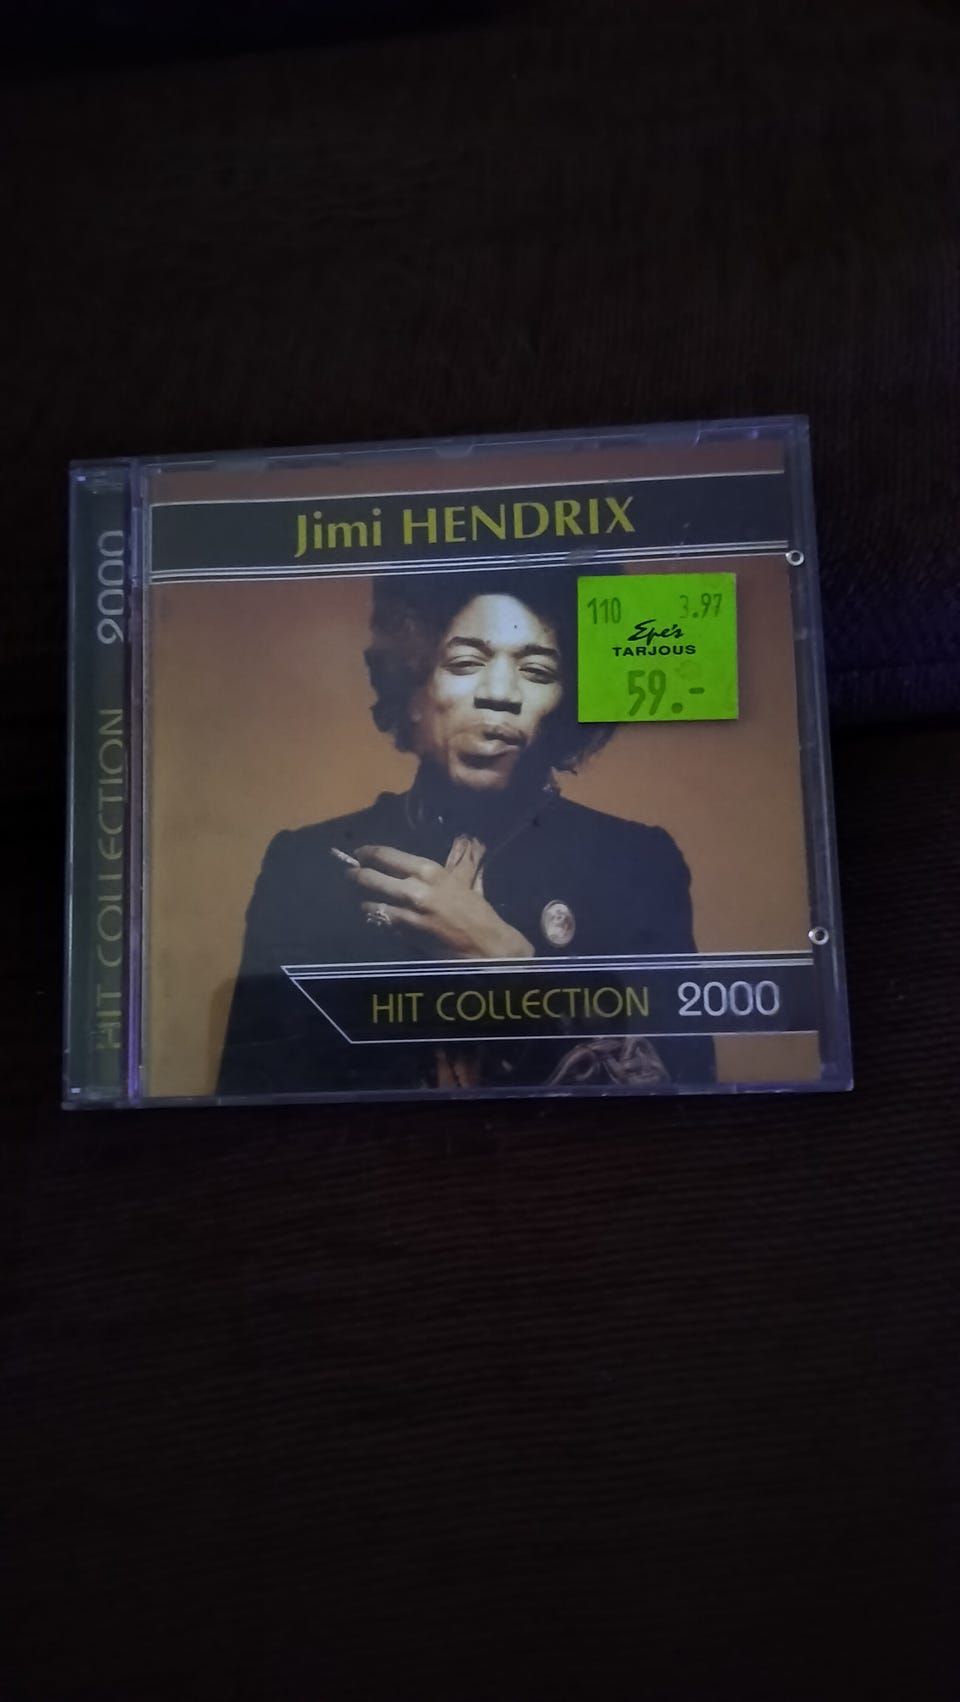 Jimi HENDRIX
110 3.97
Epe's
TARJOUS
59.-
HIT COLLECTION 2000
HIT COLLECTION 2000